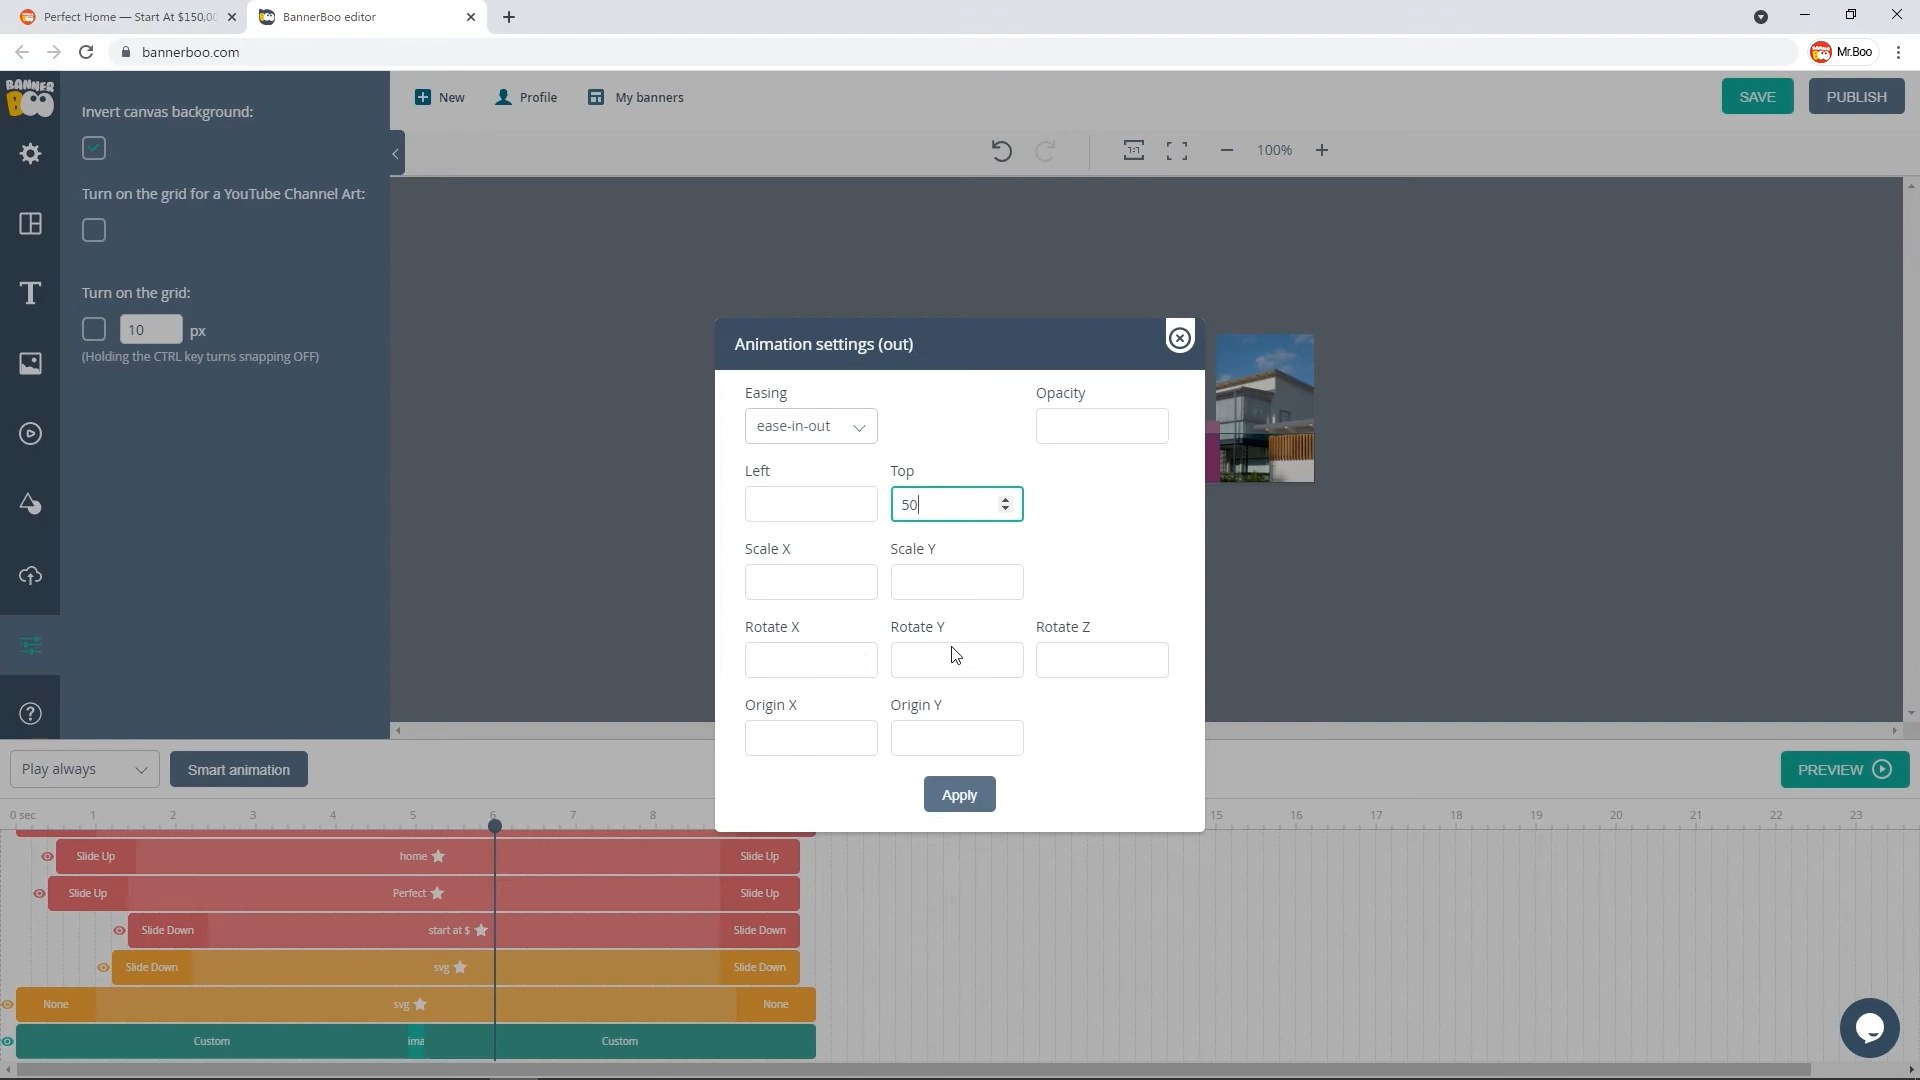 Perfect Home — Start At $150,00
BannerBoo editor
bannerboo.com
Mr.Boo
BANNER
BOO
Invert canvas background:
Turn on the grid for a YouTube Channel Art:
Turn on the grid:
10 px
(Holding the CTRL key turns snapping OFF)
New
Profile
My banners
SAVE
PUBLISH
1:1
100%
Animation settings (out)
Easing
Opacity
ease-in-out
Left
Top
50
Scale X
Scale Y
Rotate X
Rotate Y
Rotate Z
Origin X
Origin Y
Apply
Play always
Smart animation
PREVIEW
0 sec 1 2 3 4 5 6 7 8 15 16 17 18 19 20 21 22 23
Slide Up home Slide Up
Slide Up Perfect Slide Up
Slide Down start at $ Slide Down
Slide Down svg Slide Down
None svg None
Custom ima Custom